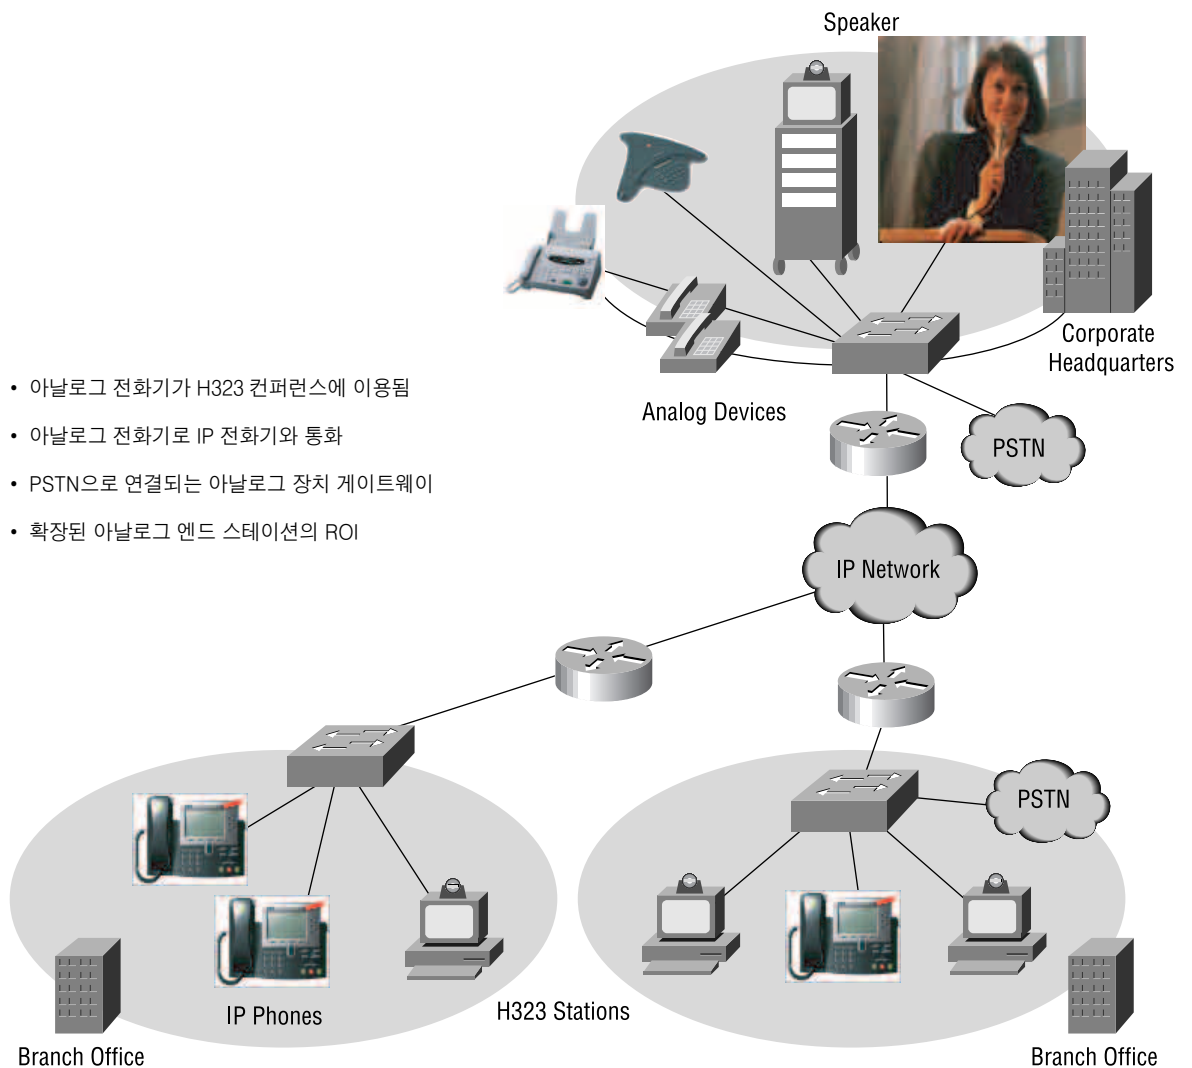 Speaker
Corporate
Headquarters
Analog Devices
PSTN
• 아날로그 전화기가 H323 컨퍼런스에 이용됨
• 아날로그 전화기로 IP 전화기와 통화
• PSTN으로 연결되는 아날로그 장치 게이트웨이
• 확장된 아날로그 엔드 스테이션의 ROI
IP Network
PSTN
IP Phones
H323 Stations
Branch Office
Branch Office